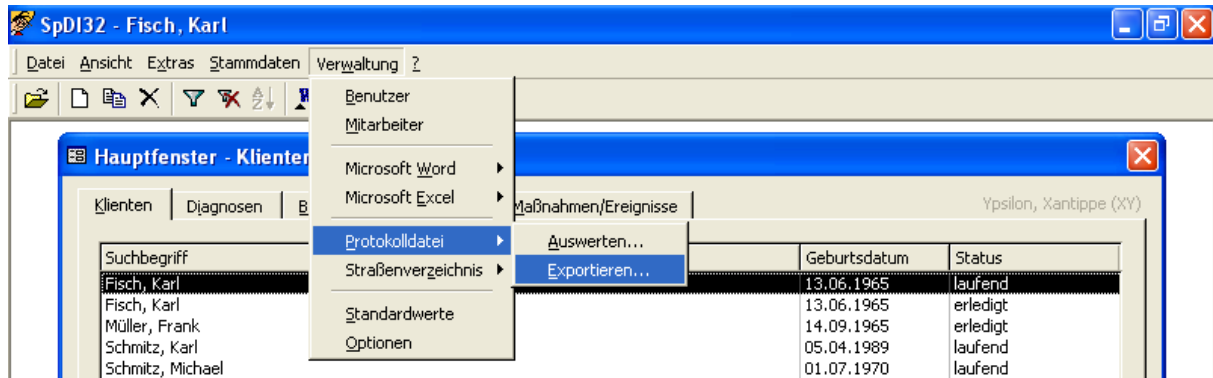 SpDI32 - Fisch, Karl
Datei Ansicht Extras Stammdaten Verwaltung ?
Benutzer
Mitarbeiter
Microsoft Word
Microsoft Excel
Protokolldatei
Straßenverzeichnis
Standardwerte
Optionen
Auswerten...
Exportieren...
Hauptfenster - Klienten
Klienten Diagnosen B Maßnahmen/Ereignisse Ypsilon, Xantippe (XY)
Suchbegriff Geburtsdatum Status
Fisch, Karl 13.06.1965 laufend
Fisch, Karl 13.06.1965 erledigt
Müller, Frank 14.09.1965 erledigt
Schmitz, Karl 05.04.1989 laufend
Schmitz, Michael 01.07.1970 laufend